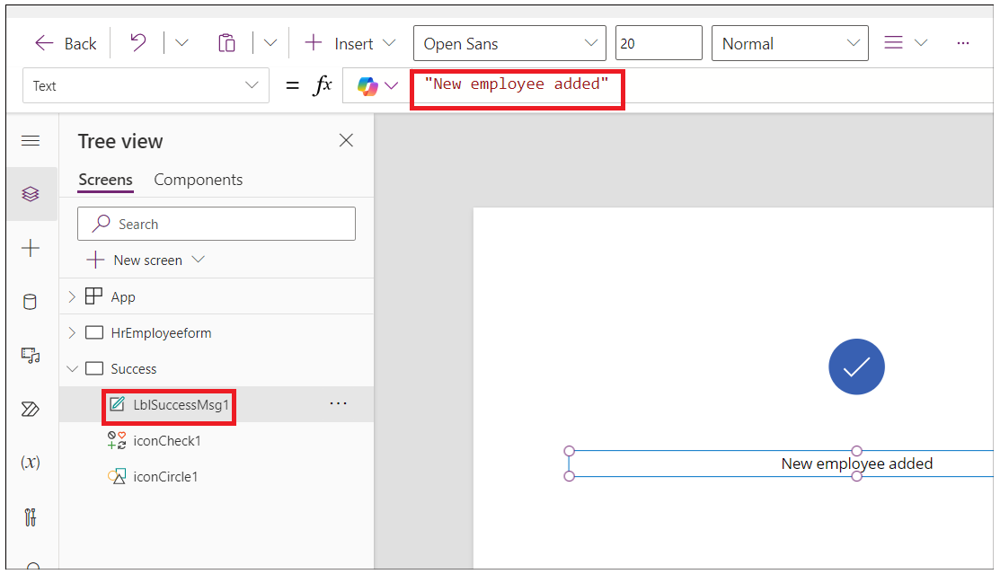 Back Insert Open Sans 20 Normal ...
Text = fx "New employee added"
Tree view
Screens Components
Search
New screen
App
HrEmployeeform
Success
LblSuccessMsg1 ...
iconCheck1
iconCircle1
(x)
New employee added